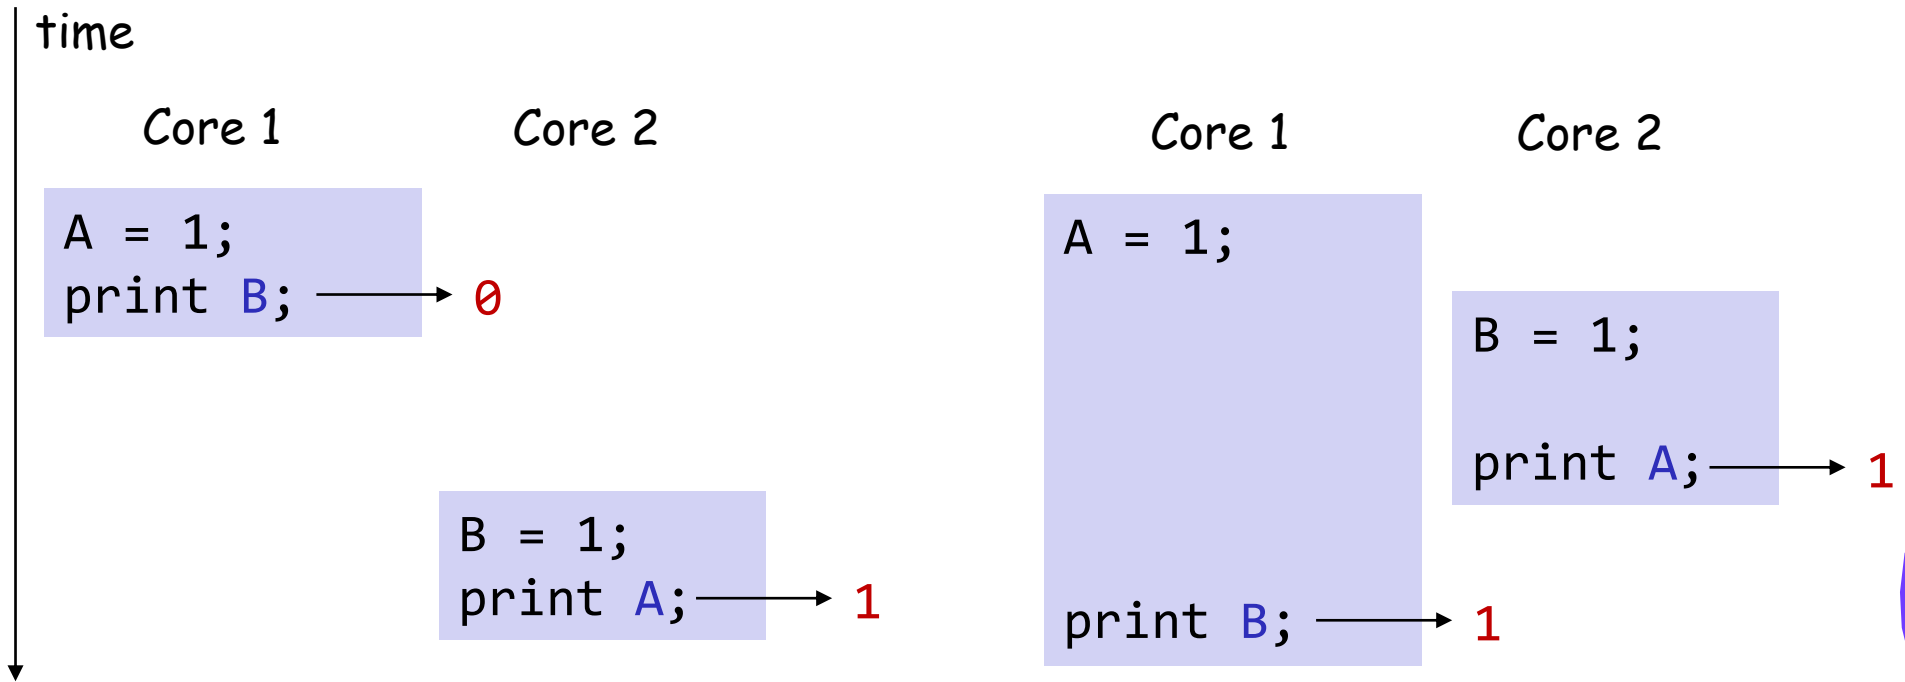 time
Core 1
Core 2
A = 1;
print B; 0
B = 1;
print A; 1
Core 1
Core 2
A = 1;
B = 1;
print A; 1
print B; 1